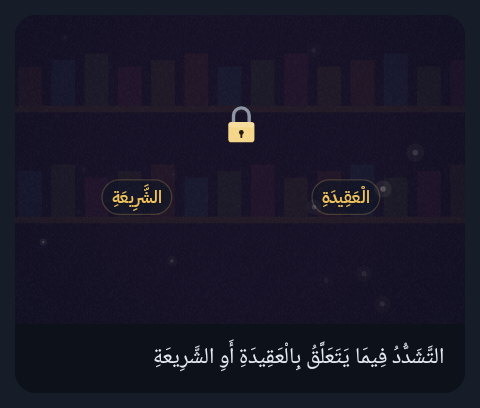 الْعَقِيدَةِ
الشَّرِيعَةِ
التَّشَدُّدُ فِيمَا يَتَعَلَّقُ بِالْعَقِيدَةِ أَوِ الشَّرِيعَةِ